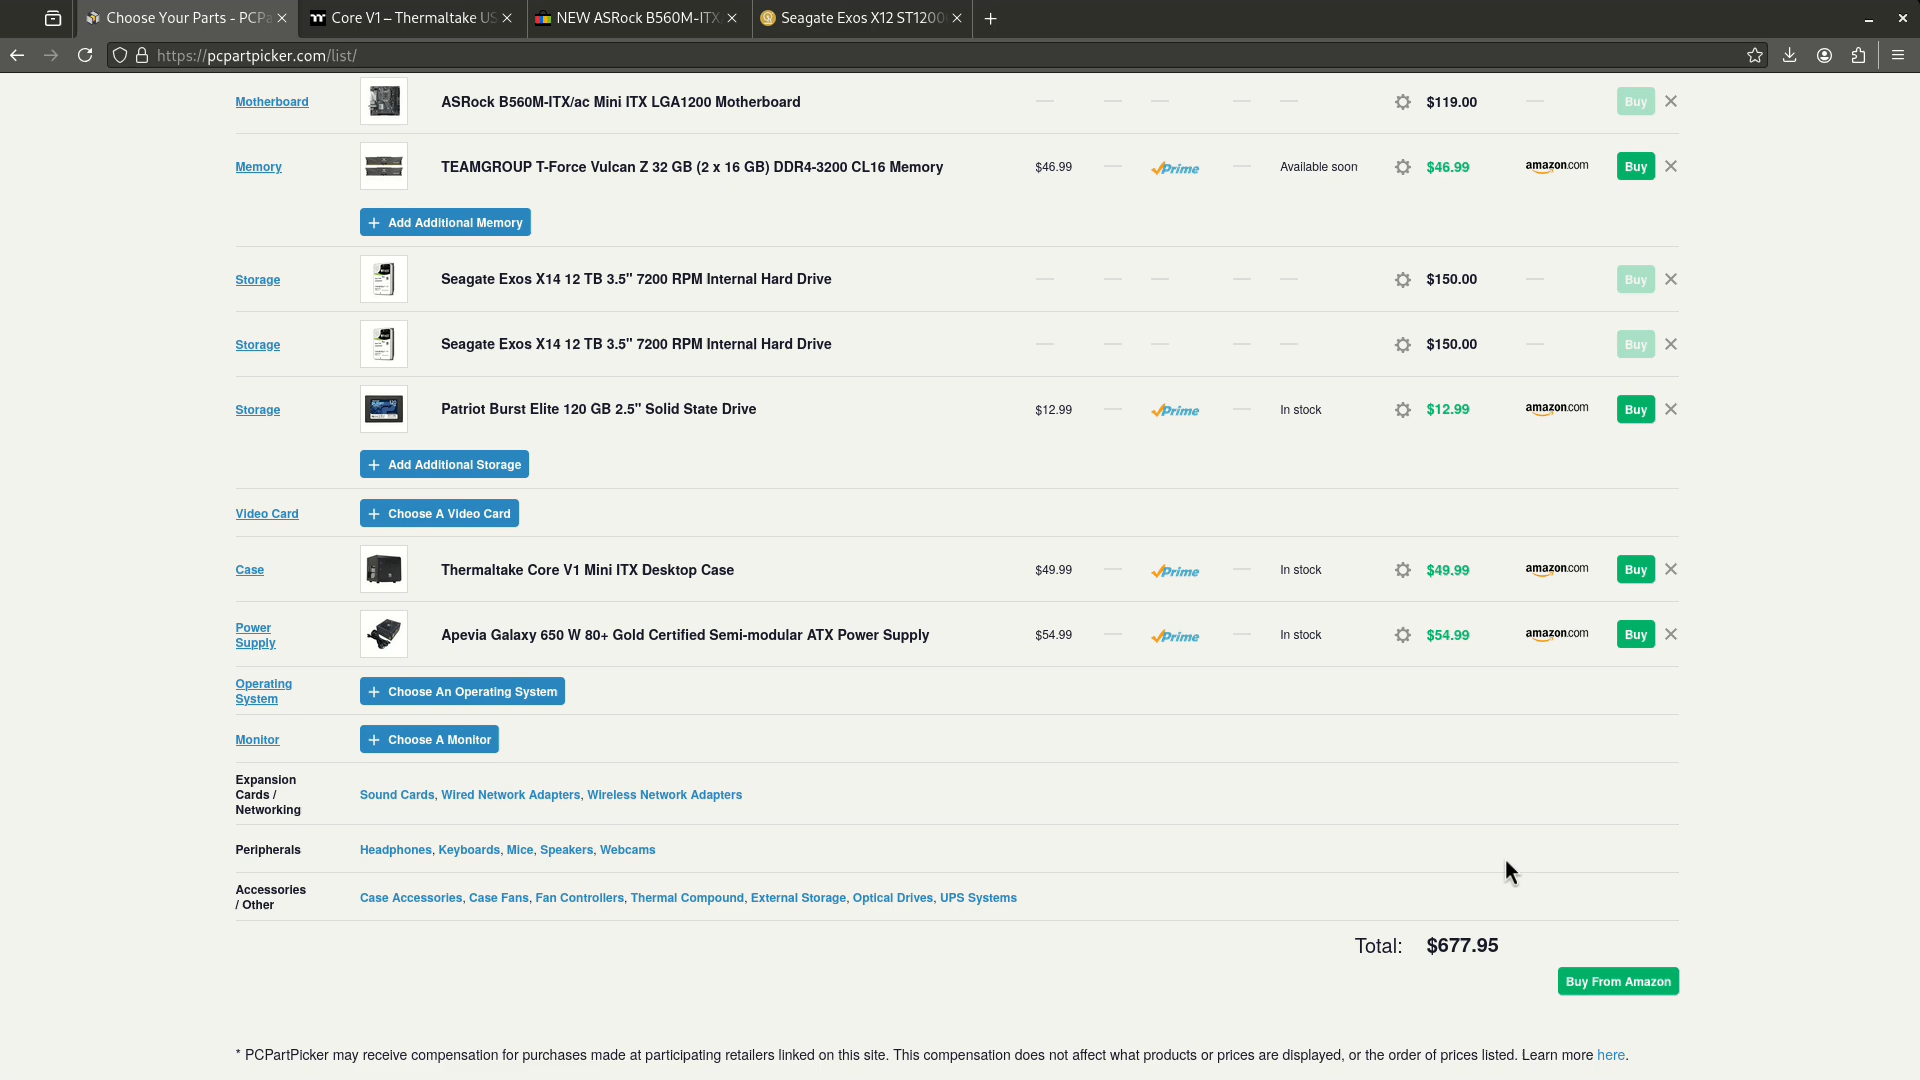 Choose Your Parts - PCPa
Core V1 – Thermaltake US
NEW ASRock B560M-ITX/a
Seagate Exos X12 ST1200
https://pcpartpicker.com/list/
Motherboard ASRock B560M-ITX/ac Mini ITX LGA1200 Motherboard — — — — — $119.00 — Buy
Memory TEAMGROUP T-Force Vulcan Z 32 GB (2 x 16 GB) DDR4-3200 CL16 Memory $46.99 — Prime — Available soon $46.99 amazon.com Buy
+ Add Additional Memory
Storage Seagate Exos X14 12 TB 3.5" 7200 RPM Internal Hard Drive — — — — — $150.00 — Buy
Storage Seagate Exos X14 12 TB 3.5" 7200 RPM Internal Hard Drive — — — — — $150.00 — Buy
Storage Patriot Burst Elite 120 GB 2.5" Solid State Drive $12.99 — Prime — In stock $12.99 amazon.com Buy
+ Add Additional Storage
Video Card + Choose A Video Card
Case Thermaltake Core V1 Mini ITX Desktop Case $49.99 — Prime — In stock $49.99 amazon.com Buy
Power
Supply Apevia Galaxy 650 W 80+ Gold Certified Semi-modular ATX Power Supply $54.99 — Prime — In stock $54.99 amazon.com Buy
Operating
System + Choose An Operating System
Monitor + Choose A Monitor
Expansion
Cards /
Networking Sound Cards, Wired Network Adapters, Wireless Network Adapters
Peripherals Headphones, Keyboards, Mice, Speakers, Webcams
Accessories
/ Other Case Accessories, Case Fans, Fan Controllers, Thermal Compound, External Storage, Optical Drives, UPS Systems
Total: $677.95
Buy From Amazon
* PCPartPicker may receive compensation for purchases made at participating retailers linked on this site. This compensation does not affect what products or prices are displayed, or the order of prices listed. Learn more here.